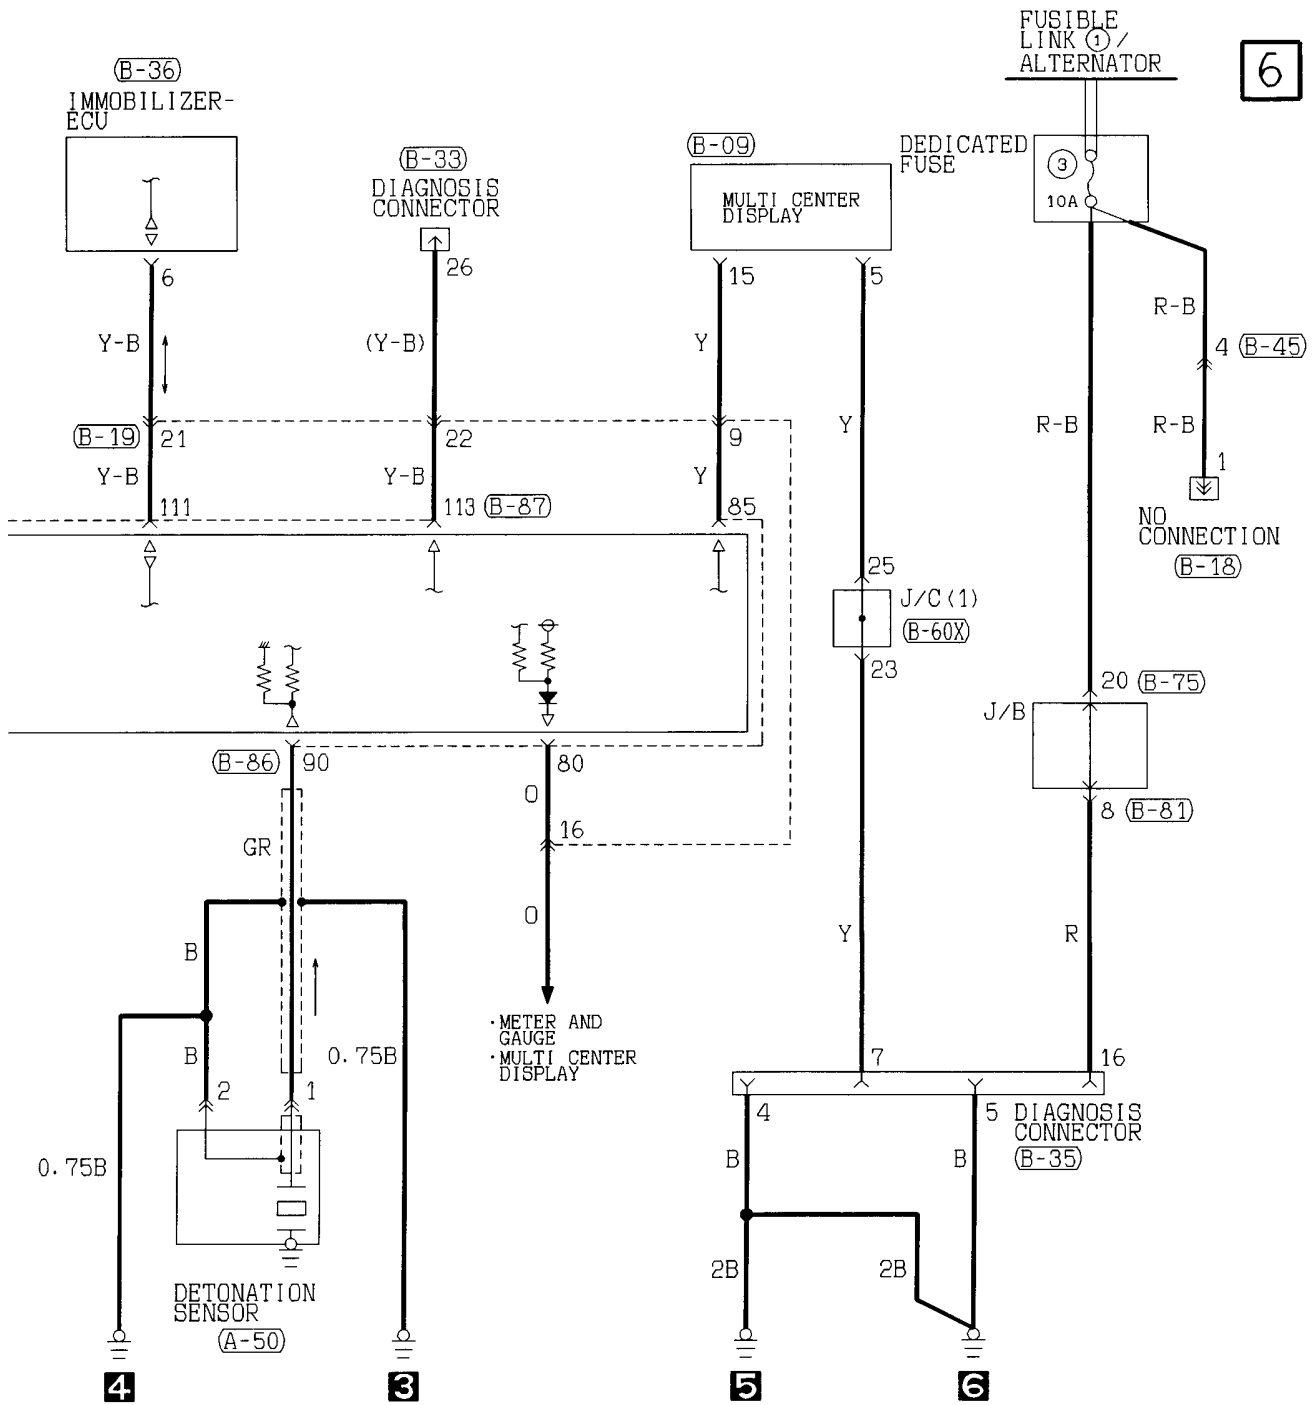 FUSIBLE
LINK ① /
ALTERNATOR
6
B-36
IMMOBILIZER-
ECU
B-33
DIAGNOSIS
CONNECTOR
B-09
MULTI CENTER
DISPLAY
DEDICATED
FUSE
③
10A
6
26
15
5
R-B
Y-B
(Y-B)
Y
4 B-45
Y
R-B
R-B
B-19 21
22
9
Y-B
Y-B
Y
1
111
113 B-87
85
NO
CONNECTION
B-18
25
J/C(1)
B-60X
23
20 B-75
J/B
B-86 90
80
8 B-81
O
16
GR
O
Y
R
B
· METER AND
GAUGE
· MULTI CENTER
DISPLAY
B
0.75B
7
16
2
1
4
5
DIAGNOSIS
CONNECTOR
B-35
0.75B
B
B
2B
2B
DETONATION
SENSOR
A-50
4
3
5
6